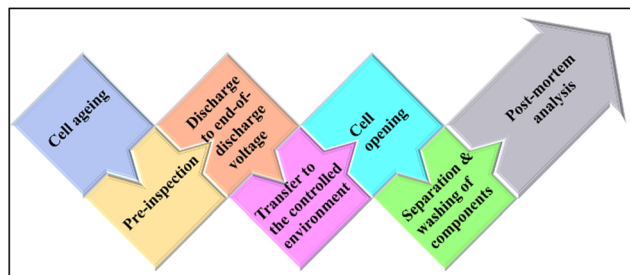 Cell ageing
Pre-inspection
Discharge
to end-of-
discharge
voltage
Transfer to
the controlled
environment
Cell
opening
Separation &
washing of
components
Post-mortem
analysis